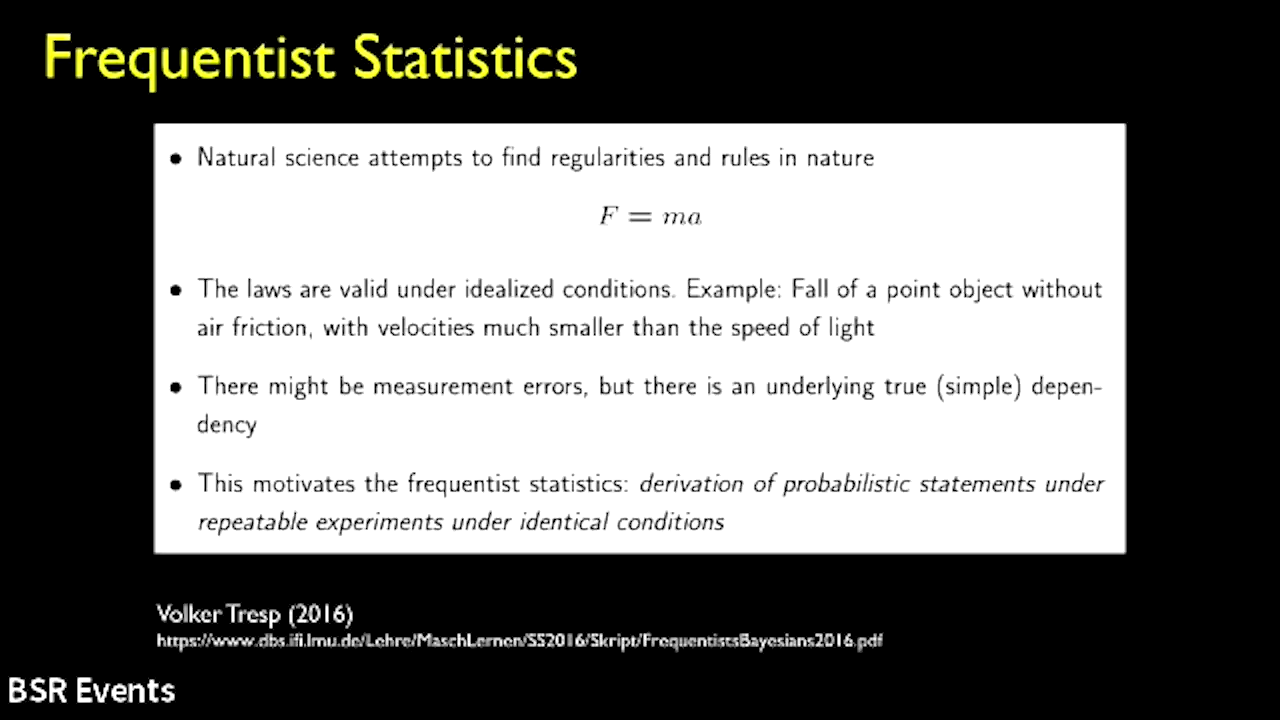 Frequentist Statistics
• Natural science attempts to find regularities and rules in nature
F = ma
• The laws are valid under idealized conditions. Example: Fall of a point object without
air friction, with velocities much smaller than the speed of light
• There might be measurement errors, but there is an underlying true (simple) depen-
dency
• This motivates the frequentist statistics: derivation of probabilistic statements under
repeatable experiments under identical conditions
Volker Tresp (2016)
https://www.dbs.ifi.lmu.de/Lehre/MaschLernen/SS2016/Skript/FrequentistsBayesians2016.pdf
BSR Events